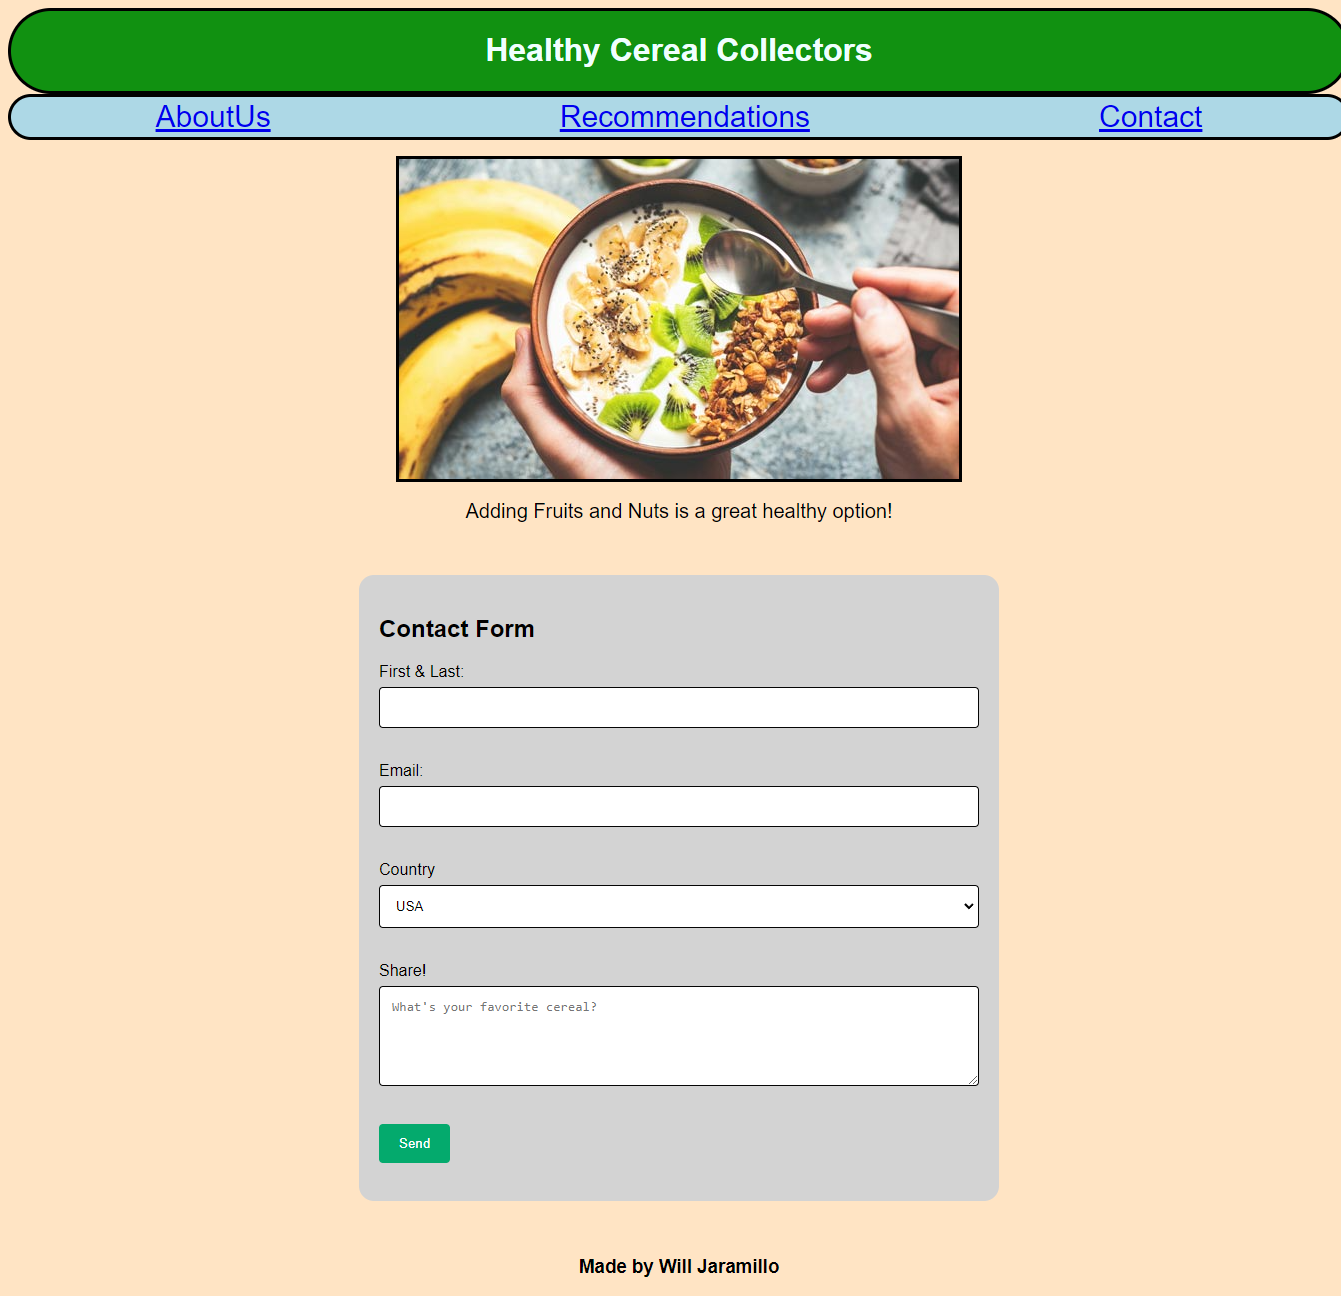 Healthy Cereal Collectors
AboutUs Recommendations Contact
Adding Fruits and Nuts is a great healthy option!
Contact Form
First & Last:
Email:
Country
USA
Share!
What's your favorite cereal?
Send
Made by Will Jaramillo